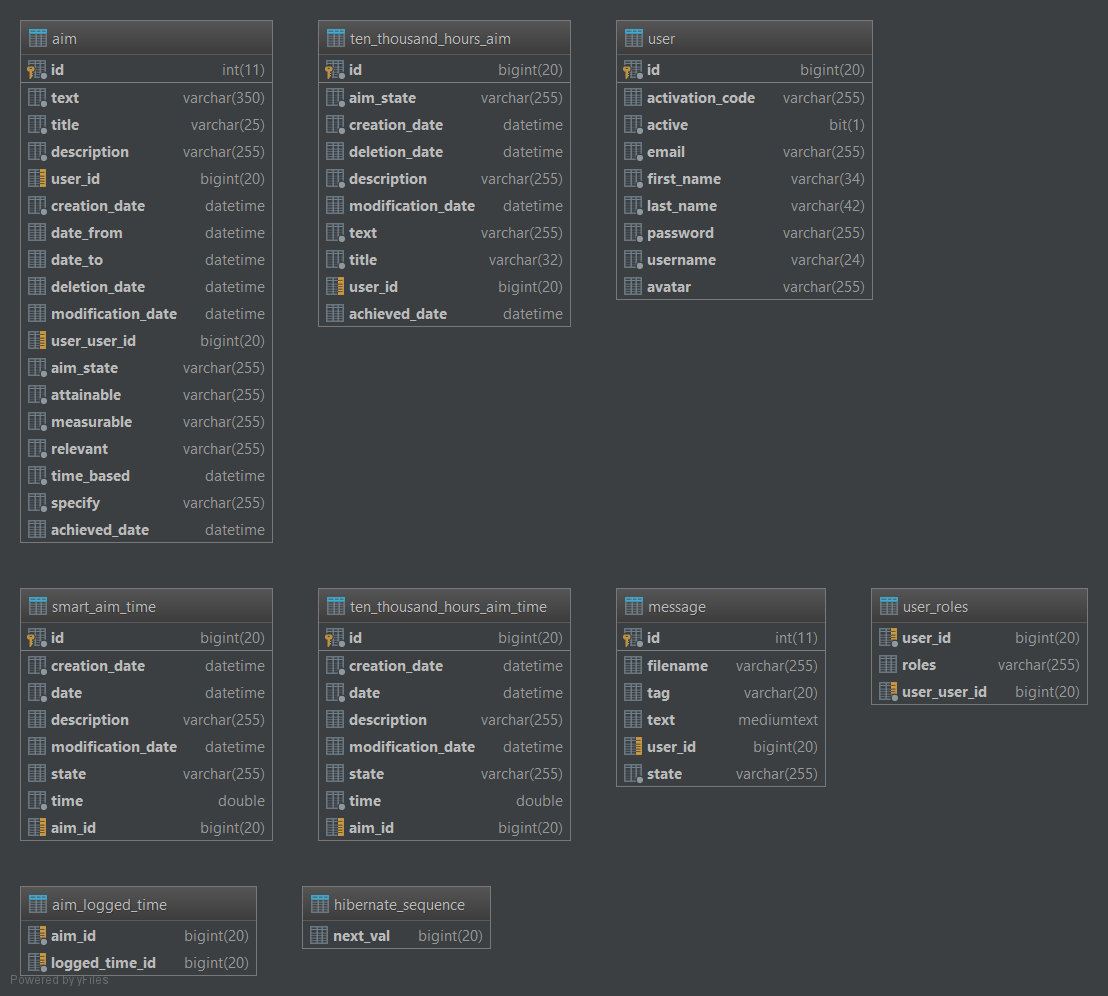 aim
id int(11)
text varchar(350)
title varchar(25)
description varchar(255)
user_id bigint(20)
creation_date datetime
date_from datetime
date_to datetime
deletion_date datetime
modification_date datetime
user_user_id bigint(20)
aim_state varchar(255)
attainable varchar(255)
measurable varchar(255)
relevant varchar(255)
time_based datetime
specify varchar(255)
achieved_date datetime
ten_thousand_hours_aim
id bigint(20)
aim_state varchar(255)
creation_date datetime
deletion_date datetime
description varchar(255)
modification_date datetime
text varchar(255)
title varchar(32)
user_id bigint(20)
achieved_date datetime
user
id bigint(20)
activation_code varchar(255)
active bit(1)
email varchar(255)
first_name varchar(34)
last_name varchar(42)
password varchar(255)
username varchar(24)
avatar varchar(255)
smart_aim_time
id bigint(20)
creation_date datetime
date datetime
description varchar(255)
modification_date datetime
state varchar(255)
time double
aim_id bigint(20)
ten_thousand_hours_aim_time
id bigint(20)
creation_date datetime
date datetime
description varchar(255)
modification_date datetime
state varchar(255)
time double
aim_id bigint(20)
message
id int(11)
filename varchar(255)
tag varchar(20)
text mediumtext
user_id bigint(20)
state varchar(255)
user_roles
user_id bigint(20)
roles varchar(255)
user_user_id bigint(20)
aim_logged_time
aim_id bigint(20)
logged_time_id bigint(20)
hibernate_sequence
next_val bigint(20)
Powered by yFiles